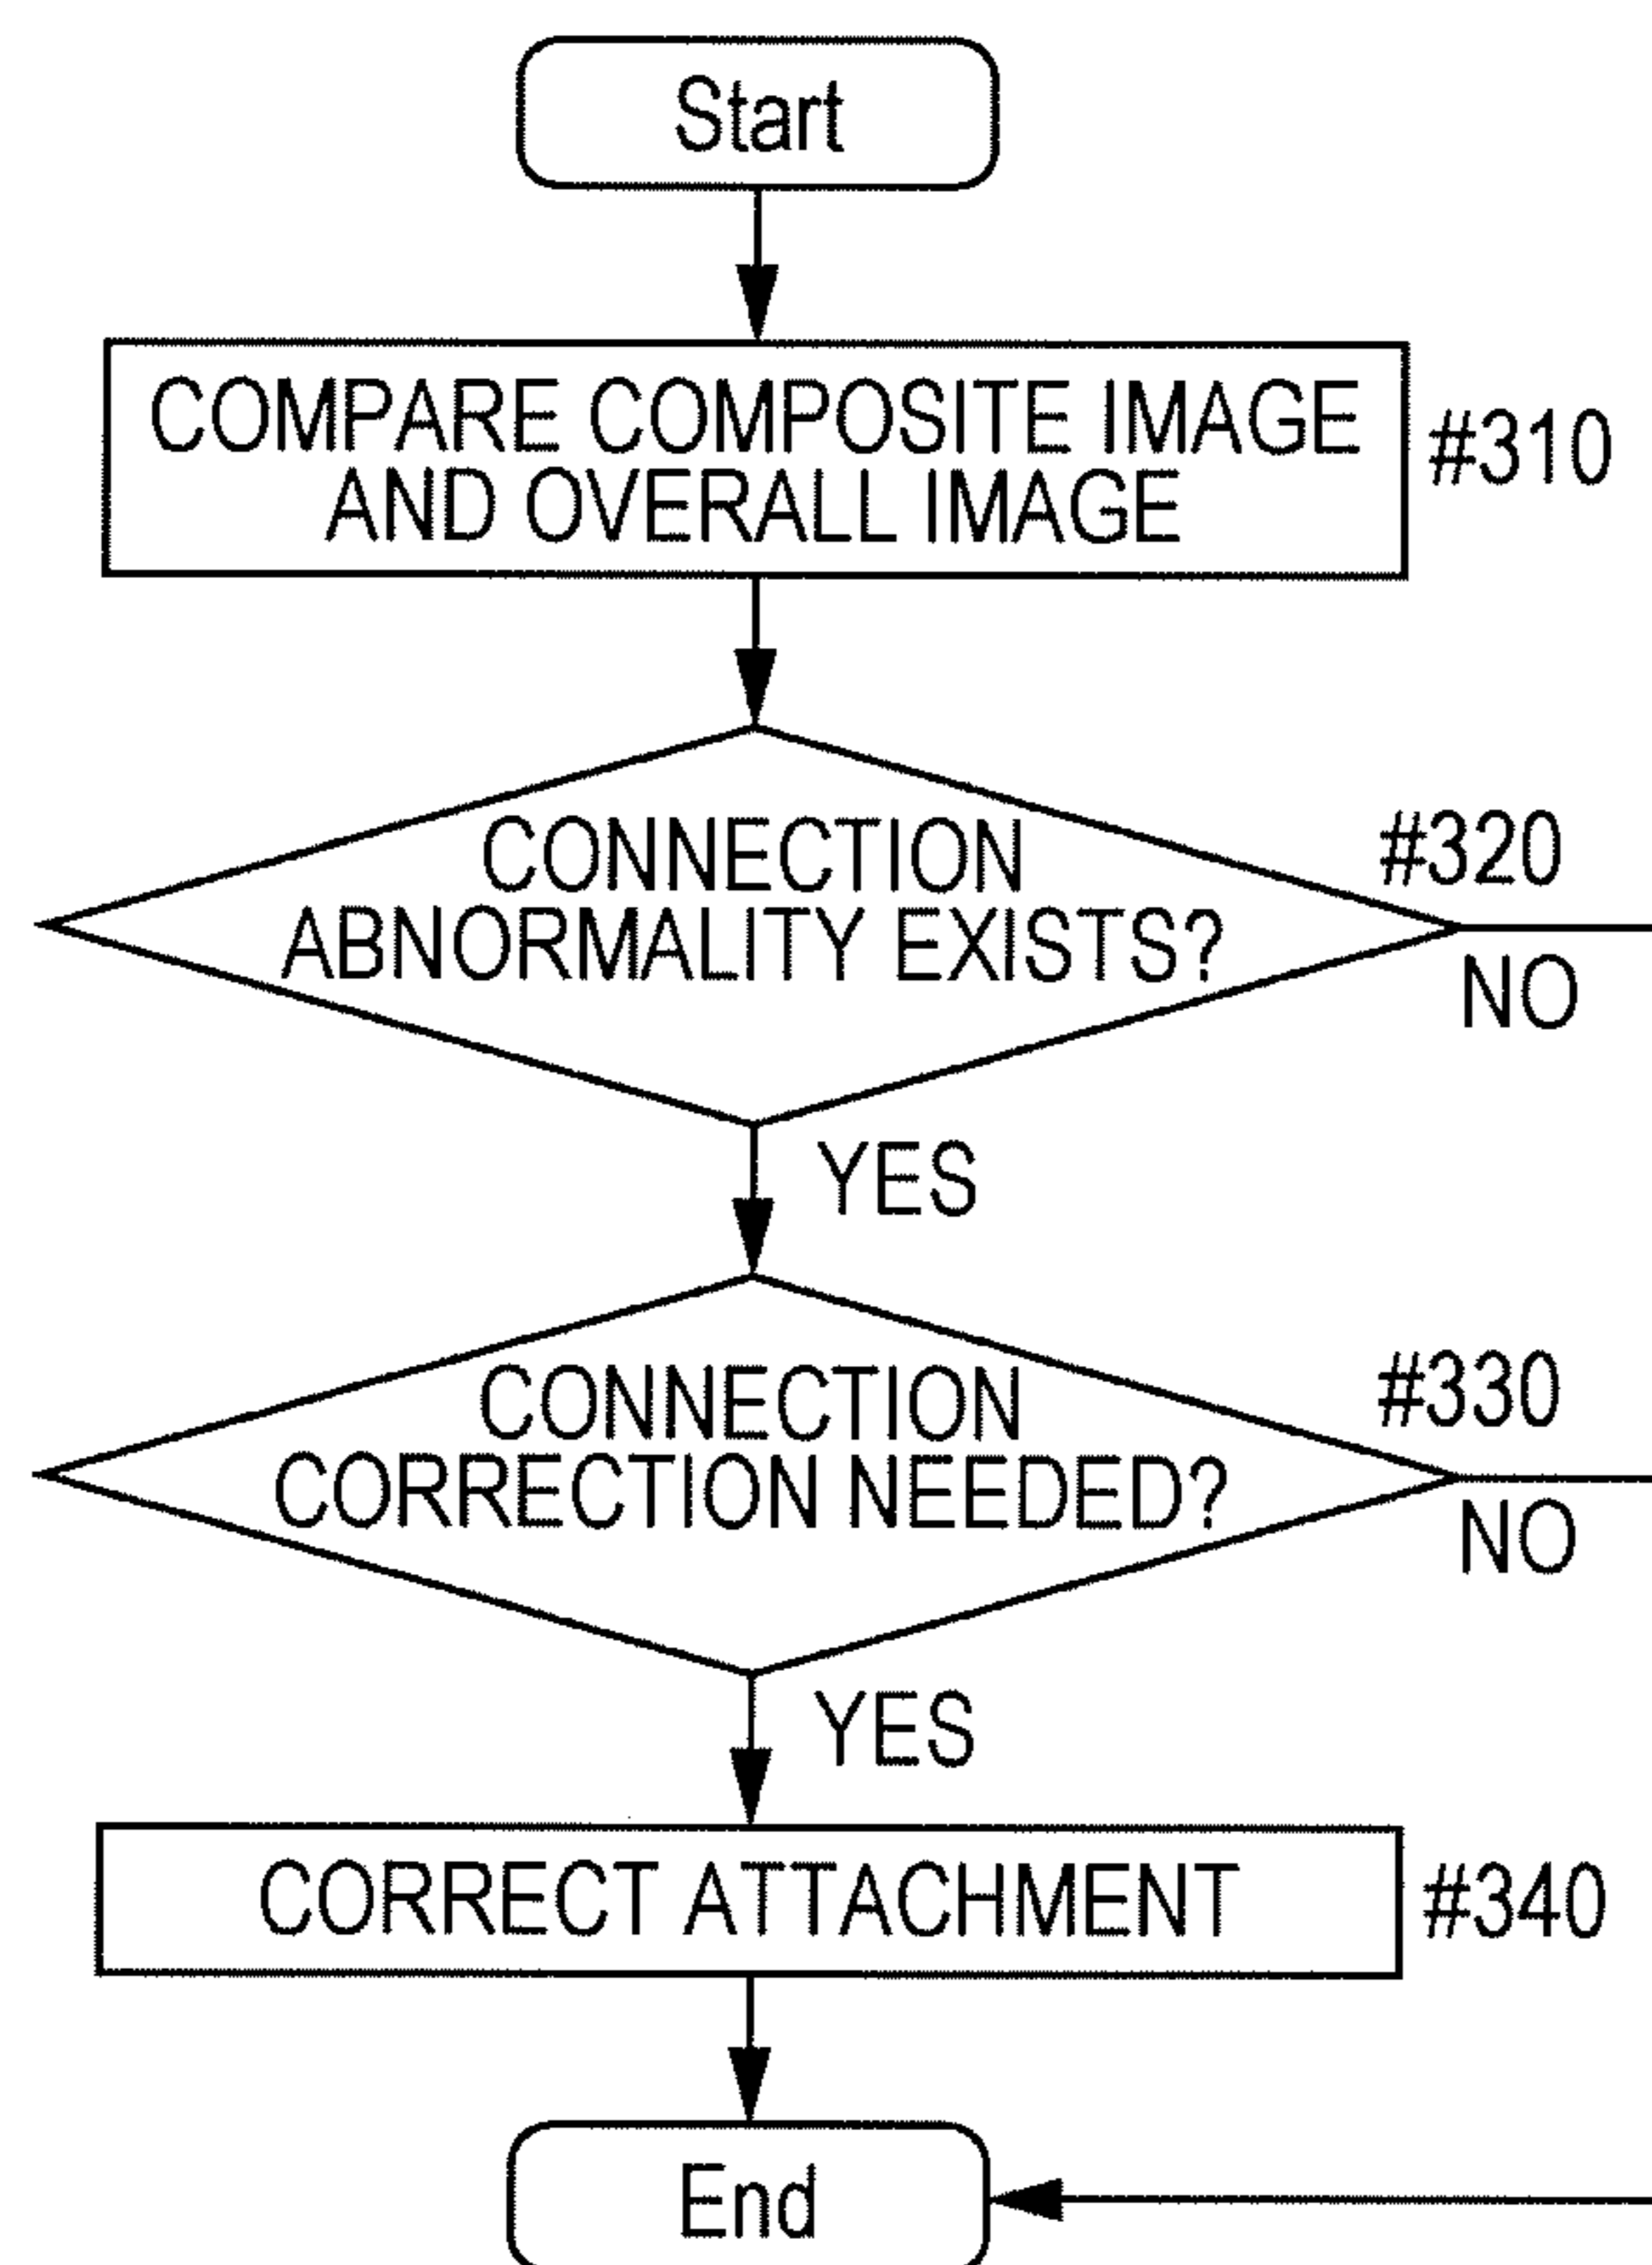 Start
COMPARE COMPOSITE IMAGE
AND OVERALL IMAGE
#310
CONNECTION
ABNORMALITY EXISTS?
#320
NO
YES
CONNECTION
CORRECTION NEEDED?
#330
NO
YES
CORRECT ATTACHMENT
#340
End